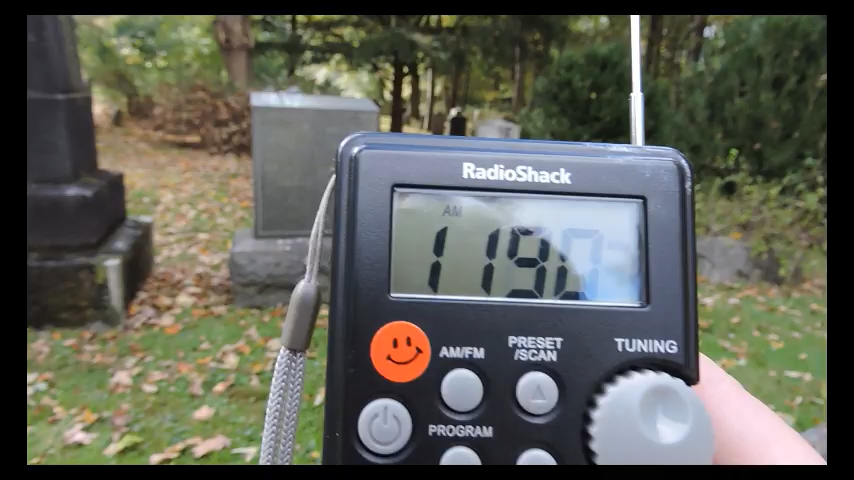 RadioShack
AM
1190
AM/FM
PRESET
/SCAN
TUNING
PROGRAM